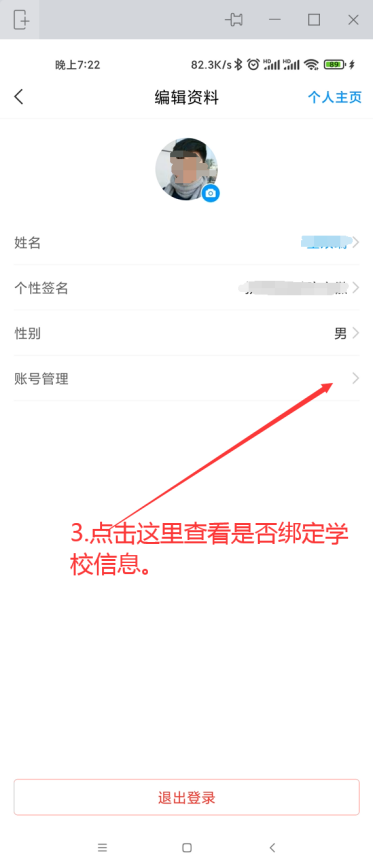 晚上7:22
82.3K/s
HD
HD
89
编辑资料
个人主页
姓名
个性签名
性别
男
账号管理
3.点击这里查看是否绑定学
校信息。
退出登录